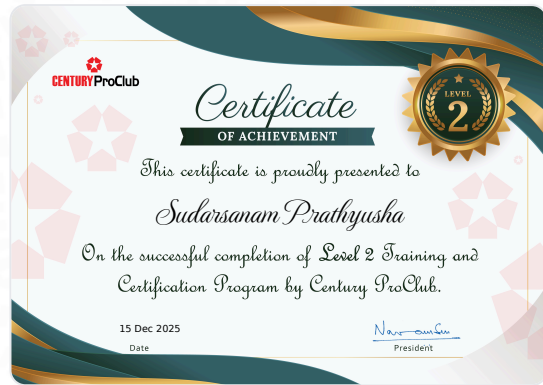 CENTURY ProClub
LEVEL
2
Certificate
OF ACHIEVEMENT
This certificate is proudly presented to
Sudarsanam Prathyusha
On the successful completion of Level 2 Training and
Certification Program by Century ProClub.
15 Dec 2025
Date
President